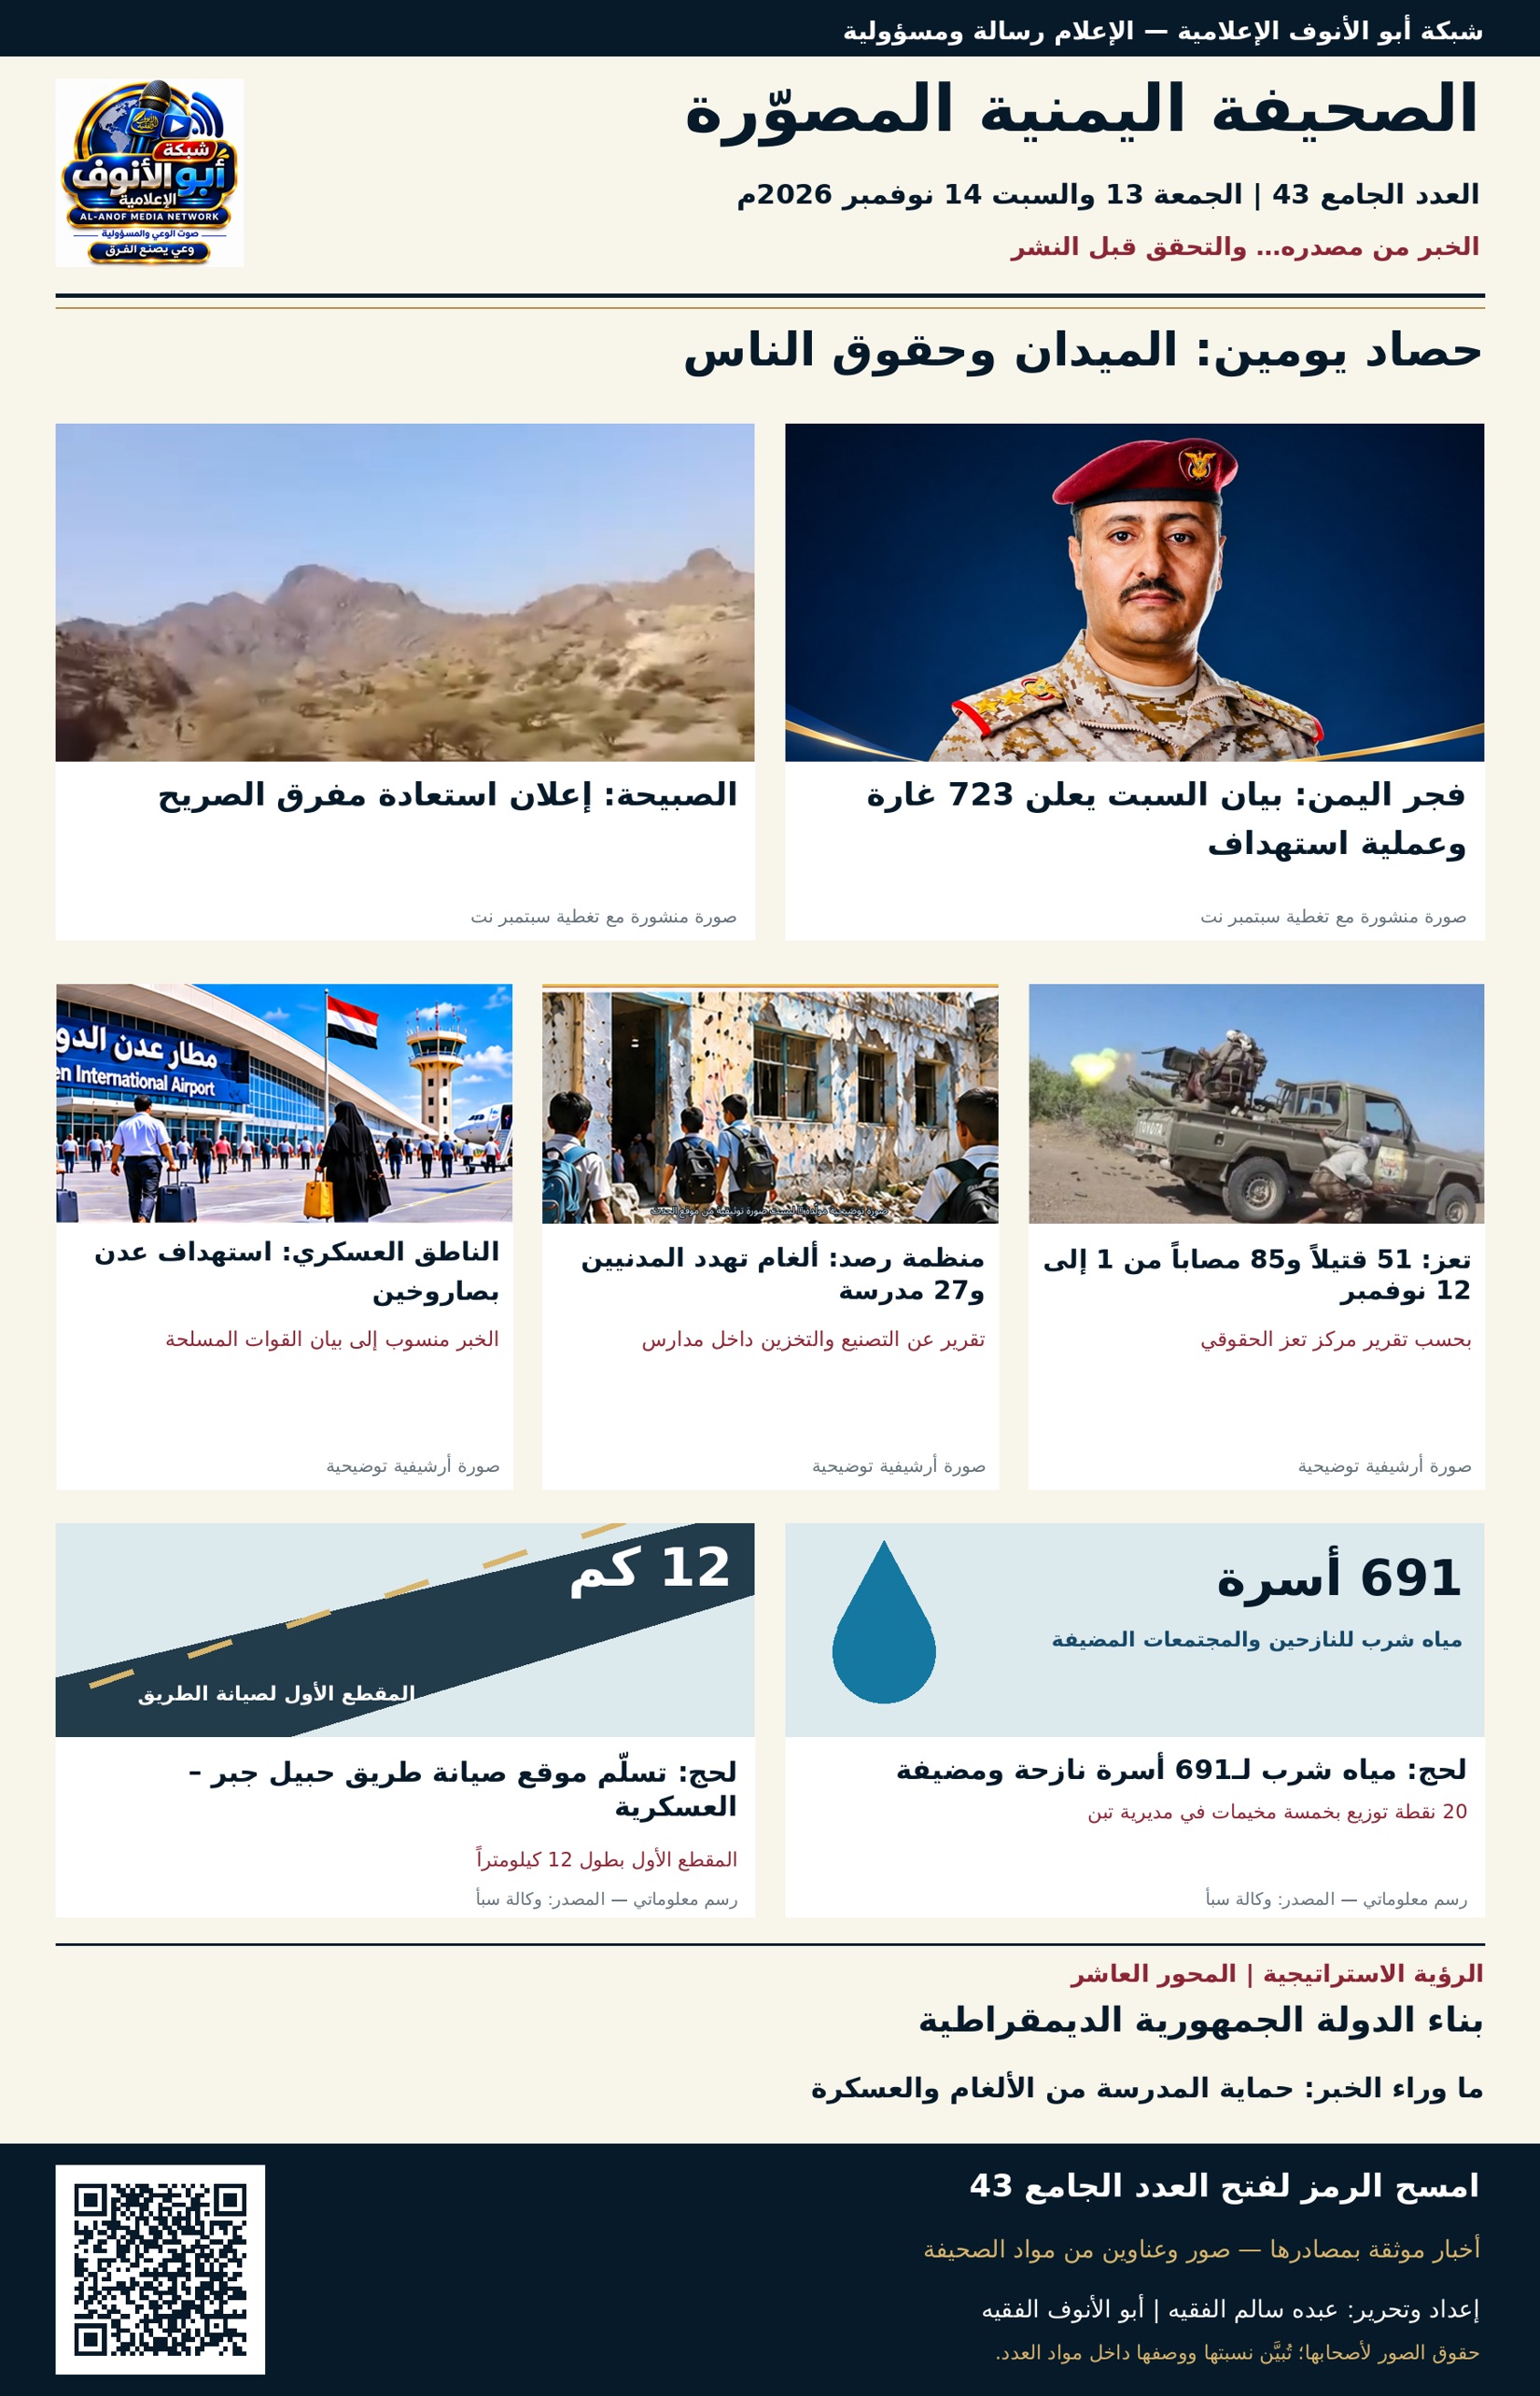 شبكة أبو الأنوف الإعلامية — الإعلام رسالة ومسؤولية
الصحيفة اليمنية المصوّرة
العدد الجامع 43 | الجمعة 13 والسبت 14 نوفمبر 2026م
الخبر من مصدره... والتحقق قبل النشر
شبكة
أبو الأنوف
الإعلامية
AL-ANOF MEDIA NETWORK
صوت الوعي والمسؤولية
وعي يصنع الفرق
حصاد يومين: الميدان وحقوق الناس
فجر اليمن: بيان السبت يعلن 723 غارة
وعملية استهداف
صورة منشورة مع تغطية سبتمبر نت
الصبيحة: إعلان استعادة مفرق الصريح
صورة منشورة مع تغطية سبتمبر نت
TOYOTA
تعز: 51 قتيلاً و85 مصاباً من 1 إلى
12 نوفمبر
بحسب تقرير مركز تعز الحقوقي
صورة أرشيفية توضيحية
صورة توضيحية مولدة
ليست صورة توثيقية من موقع الحدث
منظمة رصد: ألغام تهدد المدنيين
و27 مدرسة
تقرير عن التصنيع والتخزين داخل مدارس
صورة أرشيفية توضيحية
مطار عدن الدو
en International Airport
الناطق العسكري: استهداف عدن
بصاروخين
الخبر منسوب إلى بيان القوات المسلحة
صورة أرشيفية توضيحية
691 أسرة
مياه شرب للنازحين والمجتمعات المضيفة
لحج: مياه شرب لـ691 أسرة نازحة ومضيفة
20 نقطة توزيع بخمسة مخيمات في مديرية تبن
رسم معلوماتي — المصدر: وكالة سبأ
12 كم
المقطع الأول لصيانة الطريق
لحج: تسلّم موقع صيانة طريق حبيل جبر –
العسكرية
المقطع الأول بطول 12 كيلومتراً
رسم معلوماتي — المصدر: وكالة سبأ
الرؤية الاستراتيجية | المحور العاشر
بناء الدولة الجمهورية الديمقراطية
ما وراء الخبر: حماية المدرسة من الألغام والعسكرة
امسح الرمز لفتح العدد الجامع 43
أخبار موثقة بمصادرها — صور وعناوين من مواد الصحيفة
إعداد وتحرير: عبده سالم الفقيه | أبو الأنوف الفقيه
حقوق الصور لأصحابها؛ تُبيَّن نسبتها ووصفها داخل مواد العدد.